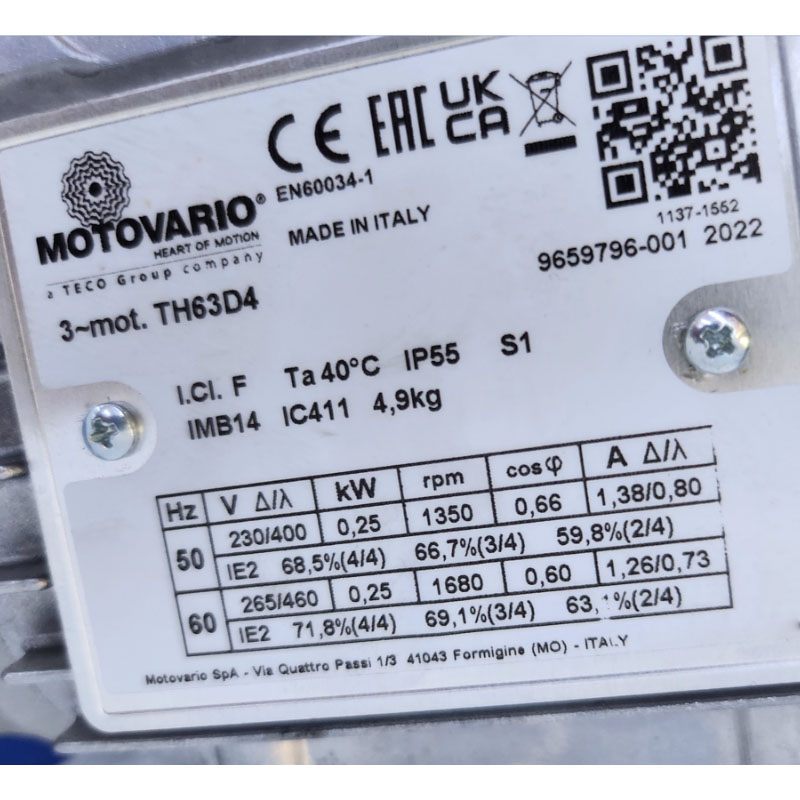 CE EAC UK CA
EN60034-1
MOTOVARIO®
HEART OF MOTION
a TECO Group company
MADE IN ITALY
1137-1552
9659796-001 2022
3~mot. TH63D4
I.Cl. F Ta 40°C IP55 S1
IMB14 IC411 4,9kg
Hz V Δ/λ kW rpm cosφ A Δ/λ
50 230/400 0,25 1350 0,66 1,38/0,80
IE2 68,5%(4/4) 66,7%(3/4) 59,8%(2/4)
60 265/460 0,25 1680 0,60 1,26/0,73
IE2 71,8%(4/4) 69,1%(3/4) 63,1%(2/4)
Motovario SpA - Via Quattro Passi 1/3 41043 Formigine (MO) - ITALY